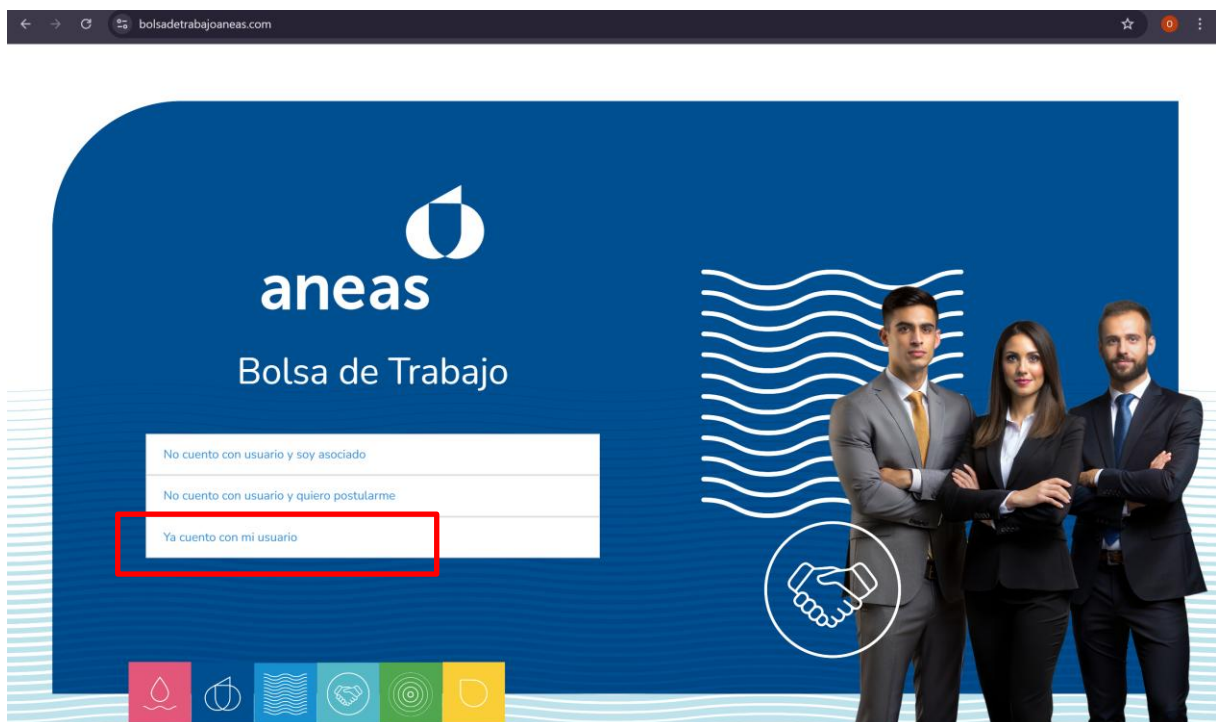 bolsadetrabajoaneas.com
O
aneas
Bolsa de Trabajo
No cuento con usuario y soy asociado
No cuento con usuario y quiero postularme
Ya cuento con mi usuario